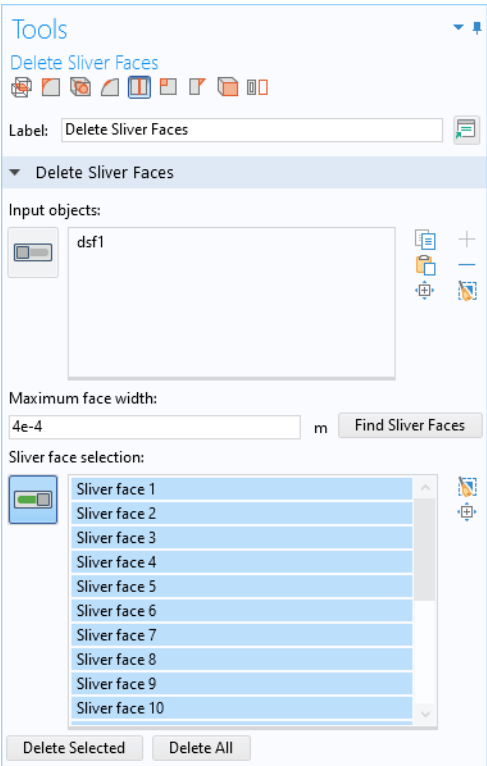 Tools
Delete Sliver Faces
Label: Delete Sliver Faces
Delete Sliver Faces
Input objects:
dsf1
Maximum face width:
4e-4 m Find Sliver Faces
Sliver face selection:
Sliver face 1
Sliver face 2
Sliver face 3
Sliver face 4
Sliver face 5
Sliver face 6
Sliver face 7
Sliver face 8
Sliver face 9
Sliver face 10
Delete Selected Delete All